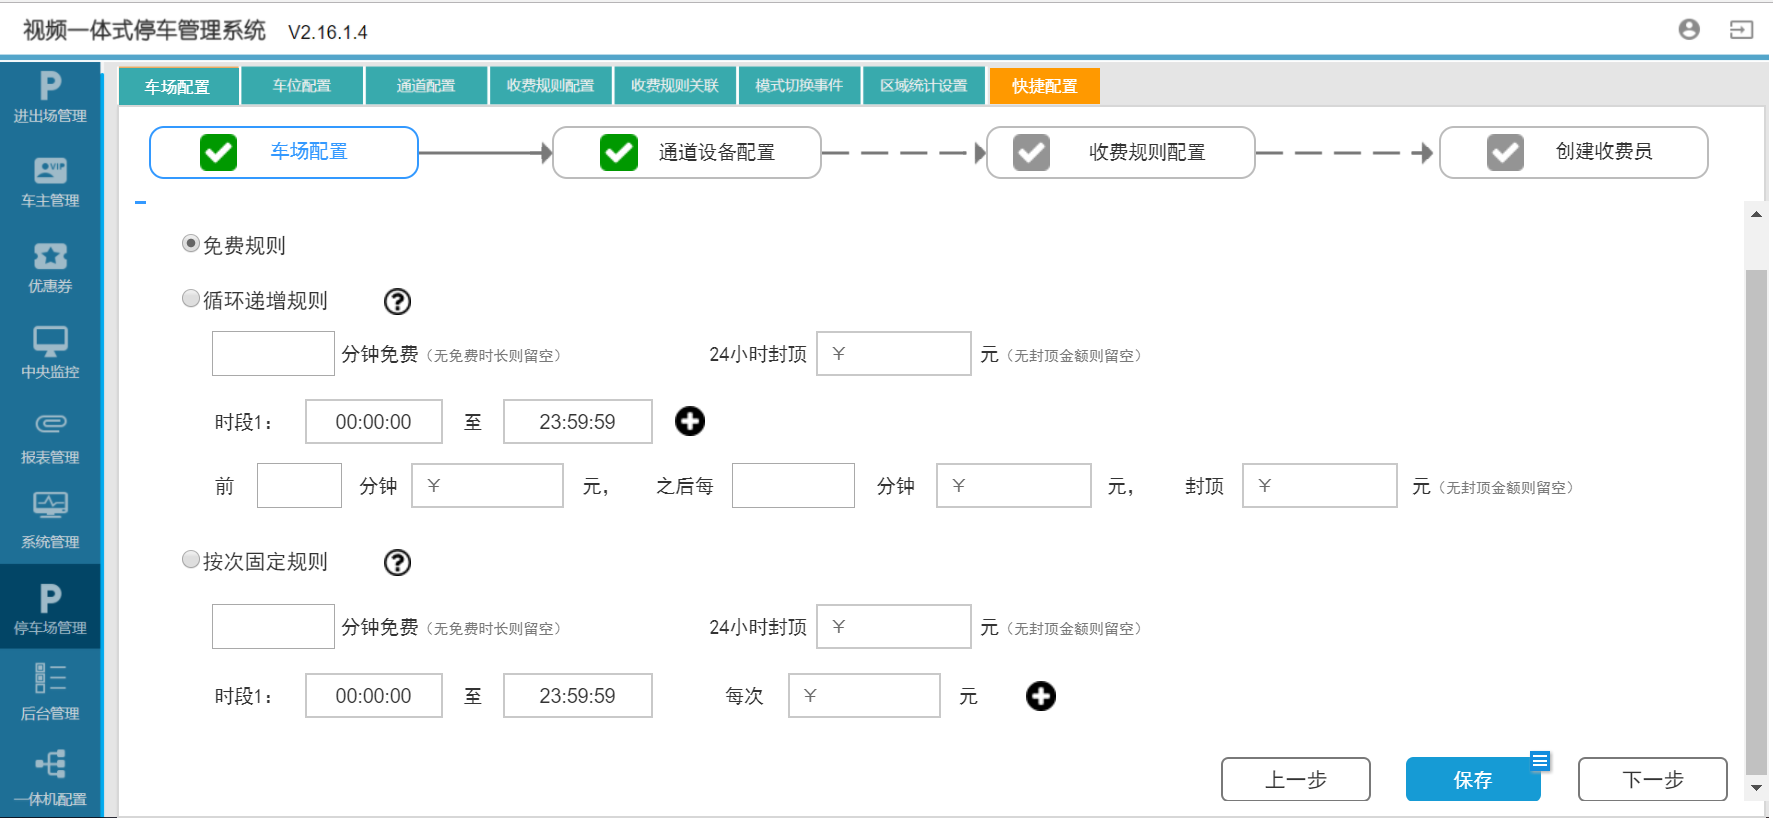 视频一体式停车管理系统 V2.16.1.4
车场配置 车位配置 通道配置 收费规则配置 收费规则关联 模式切换事件 区域统计设置 快捷配置
进出场管理
车主管理
优惠券
中央监控
报表管理
系统管理
停车场管理
后台管理
一体机配置
车场配置 通道设备配置 收费规则配置 创建收费员
免费规则
循环递增规则 ?
分钟免费（无免费时长则留空） 24小时封顶 ¥ 元（无封顶金额则留空）
时段1： 00:00:00 至 23:59:59
前 分钟 ¥ 元， 之后每 分钟 ¥ 元， 封顶 ¥ 元（无封顶金额则留空）
按次固定规则 ?
分钟免费（无免费时长则留空） 24小时封顶 ¥ 元（无封顶金额则留空）
时段1： 00:00:00 至 23:59:59 每次 ¥ 元
上一步 保存 下一步